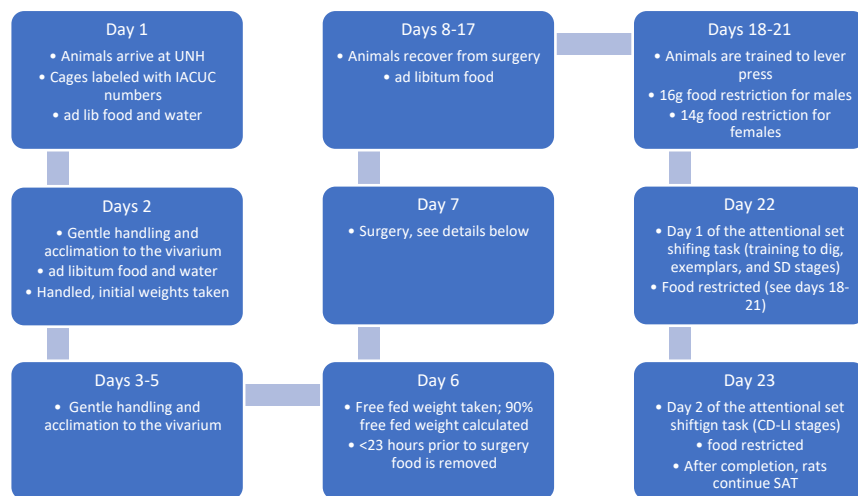 Day 1
• Animals arrive at UNH
• Cages labeled with IACUC
numbers
• ad lib food and water
Days 2
• Gentle handling and
acclimation to the vivarium
• ad libitum food and water
• Handled, initial weights taken
Days 3-5
• Gentle handling and
acclimation to the vivarium
Day 6
• Free fed weight taken; 90%
free fed weight calculated
• <23 hours prior to surgery
food is removed
Day 7
• Surgery, see details below
Days 8-17
• Animals recover from surgery
• ad libitum food
Days 18-21
• Animals are trained to lever
press
• 16g food restriction for males
• 14g food restriction for
females
Day 22
• Day 1 of the attentional set
shifing task (training to dig,
exemplars, and SD stages)
• Food restricted (see days 18-
21)
Day 23
• Day 2 of the attentional set
shiftign task (CD-LI stages)
• food restricted
• After completion, rats
continue SAT